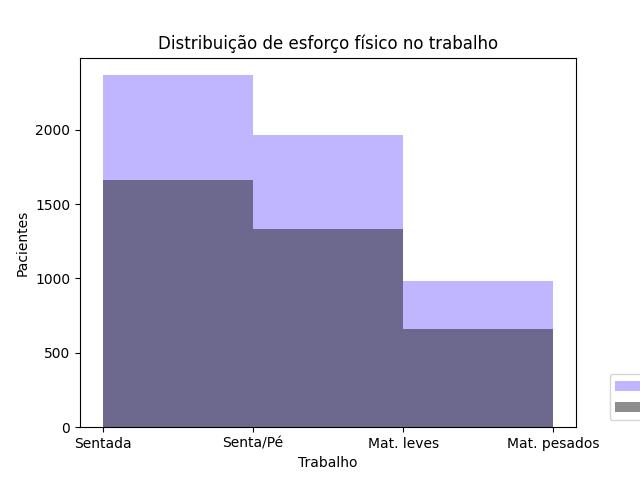 Distribuição de esforço físico no trabalho
Pacientes
2000
1500
1000
500
0
Sentada Senta/Pé Mat. leves Mat. pesados
Trabalho